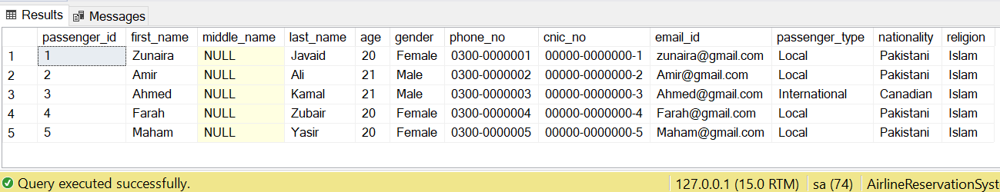 Results Messages
passenger_id first_name middle_name last_name age gender phone_no cnic_no email_id passenger_type nationality religion
1 1 Zunaira NULL Javaid 20 Female 0300-0000001 00000-0000000-1 zunaira@gmail.com Local Pakistani Islam
2 2 Amir NULL Ali 21 Male 0300-0000002 00000-0000000-2 Amir@gmail.com Local Pakistani Islam
3 3 Ahmed NULL Kamal 21 Male 0300-0000003 00000-0000000-3 Ahmed@gmail.com International Canadian Islam
4 4 Farah NULL Zubair 20 Female 0300-0000004 00000-0000000-4 Farah@gmail.com Local Pakistani Islam
5 5 Maham NULL Yasir 20 Female 0300-0000005 00000-0000000-5 Maham@gmail.com Local Pakistani Islam
Query executed successfully. 127.0.0.1 (15.0 RTM) sa (74) AirlineReservationSyst